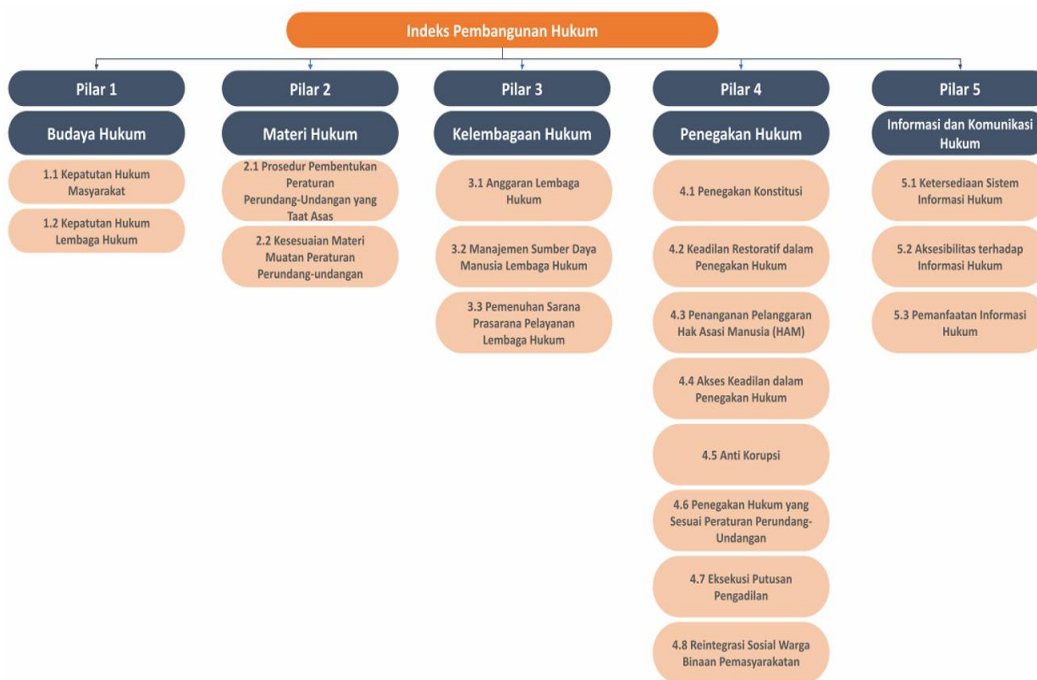 Indeks Pembangunan Hukum
Pilar 1
Budaya Hukum
1.1 Kepatutan Hukum
Masyarakat
1.2 Kepatutan Hukum
Lembaga Hukum
Pilar 2
Materi Hukum
2.1 Prosedur Pembentukan
Peraturan
Perundang-Undangan yang
Taat Asas
2.2 Kesesuaian Materi
Muatan Peraturan
Perundang-undangan
Pilar 3
Kelembagaan Hukum
3.1 Anggaran Lembaga
Hukum
3.2 Manajemen Sumber Daya
Manusia Lembaga Hukum
3.3 Pemenuhan Sarana
Prasarana Pelayanan
Lembaga Hukum
Pilar 4
Penegakan Hukum
4.1 Penegakan Konstitusi
4.2 Keadilan Restoratif dalam
Penegakan Hukum
4.3 Penanganan Pelanggaran
Hak Asasi Manusia (HAM)
4.4 Akses Keadilan dalam
Penegakan Hukum
4.5 Anti Korupsi
4.6 Penegakan Hukum yang
Sesuai Peraturan Perundang-
Undangan
4.7 Eksekusi Putusan
Pengadilan
4.8 Reintegrasi Sosial Warga
Binaan Pemasyarakatan
Pilar 5
Informasi dan Komunikasi
Hukum
5.1 Ketersediaan Sistem
Informasi Hukum
5.2 Aksesibilitas terhadap
Informasi Hukum
5.3 Pemanfaatan Informasi
Hukum